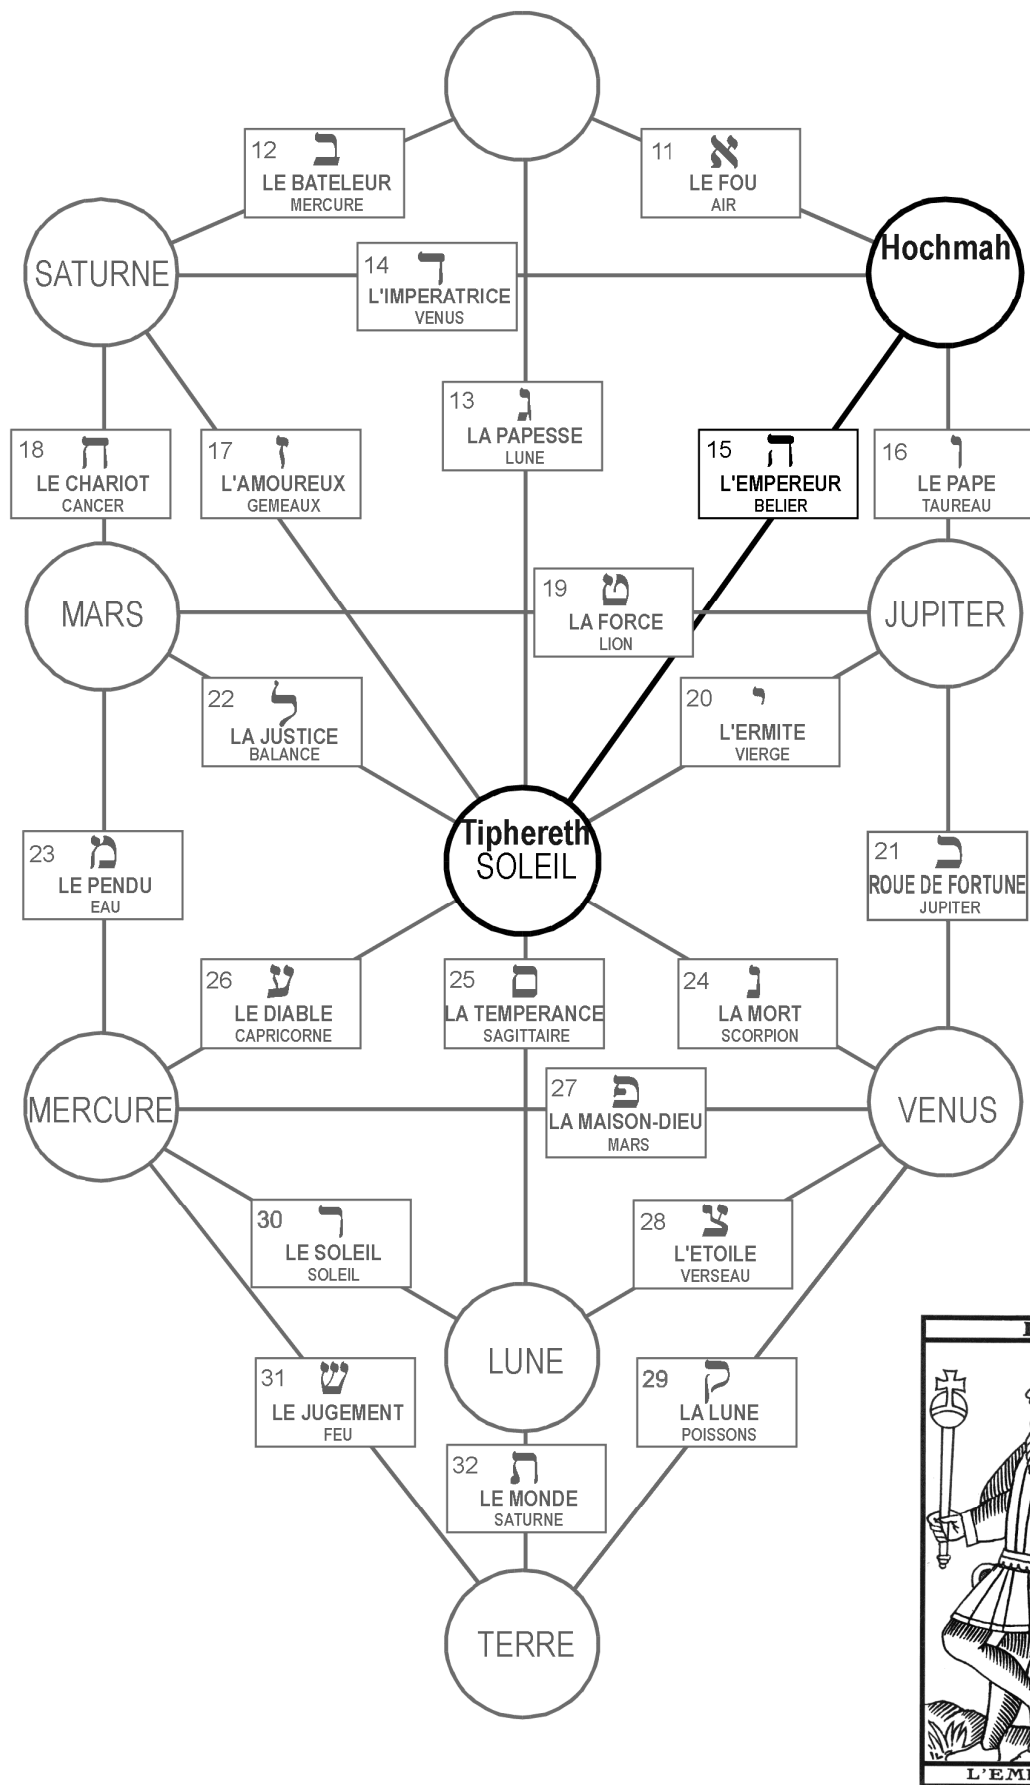 12 ב
LE BATELEUR
MERCURE
11 א
LE FOU
AIR
SATURNE
14 ד
L'IMPERATRICE
VENUS
Hochmah
13 ג
LA PAPESSE
LUNE
18 ח
LE CHARIOT
CANCER
17 ז
L'AMOUREUX
GEMEAUX
15 ה
L'EMPEREUR
BELIER
16 ו
LE PAPE
TAUREAU
MARS
19 ט
LA FORCE
LION
JUPITER
22 ל
LA JUSTICE
BALANCE
20 י
L'ERMITE
VIERGE
Tiphereth
SOLEIL
23 מ
LE PENDU
EAU
21 כ
ROUE DE FORTUNE
JUPITER
26 ע
LE DIABLE
CAPRICORNE
25 ם
LA TEMPERANCE
SAGITTAIRE
24 נ
LA MORT
SCORPION
MERCURE
27 פ
LA MAISON-DIEU
MARS
VENUS
30 ר
LE SOLEIL
SOLEIL
28 צ
L'ETOILE
VERSEAU
LUNE
31 ש
LE JUGEMENT
FEU
29 ק
LA LUNE
POISSONS
32 ת
LE MONDE
SATURNE
TERRE
L'EM